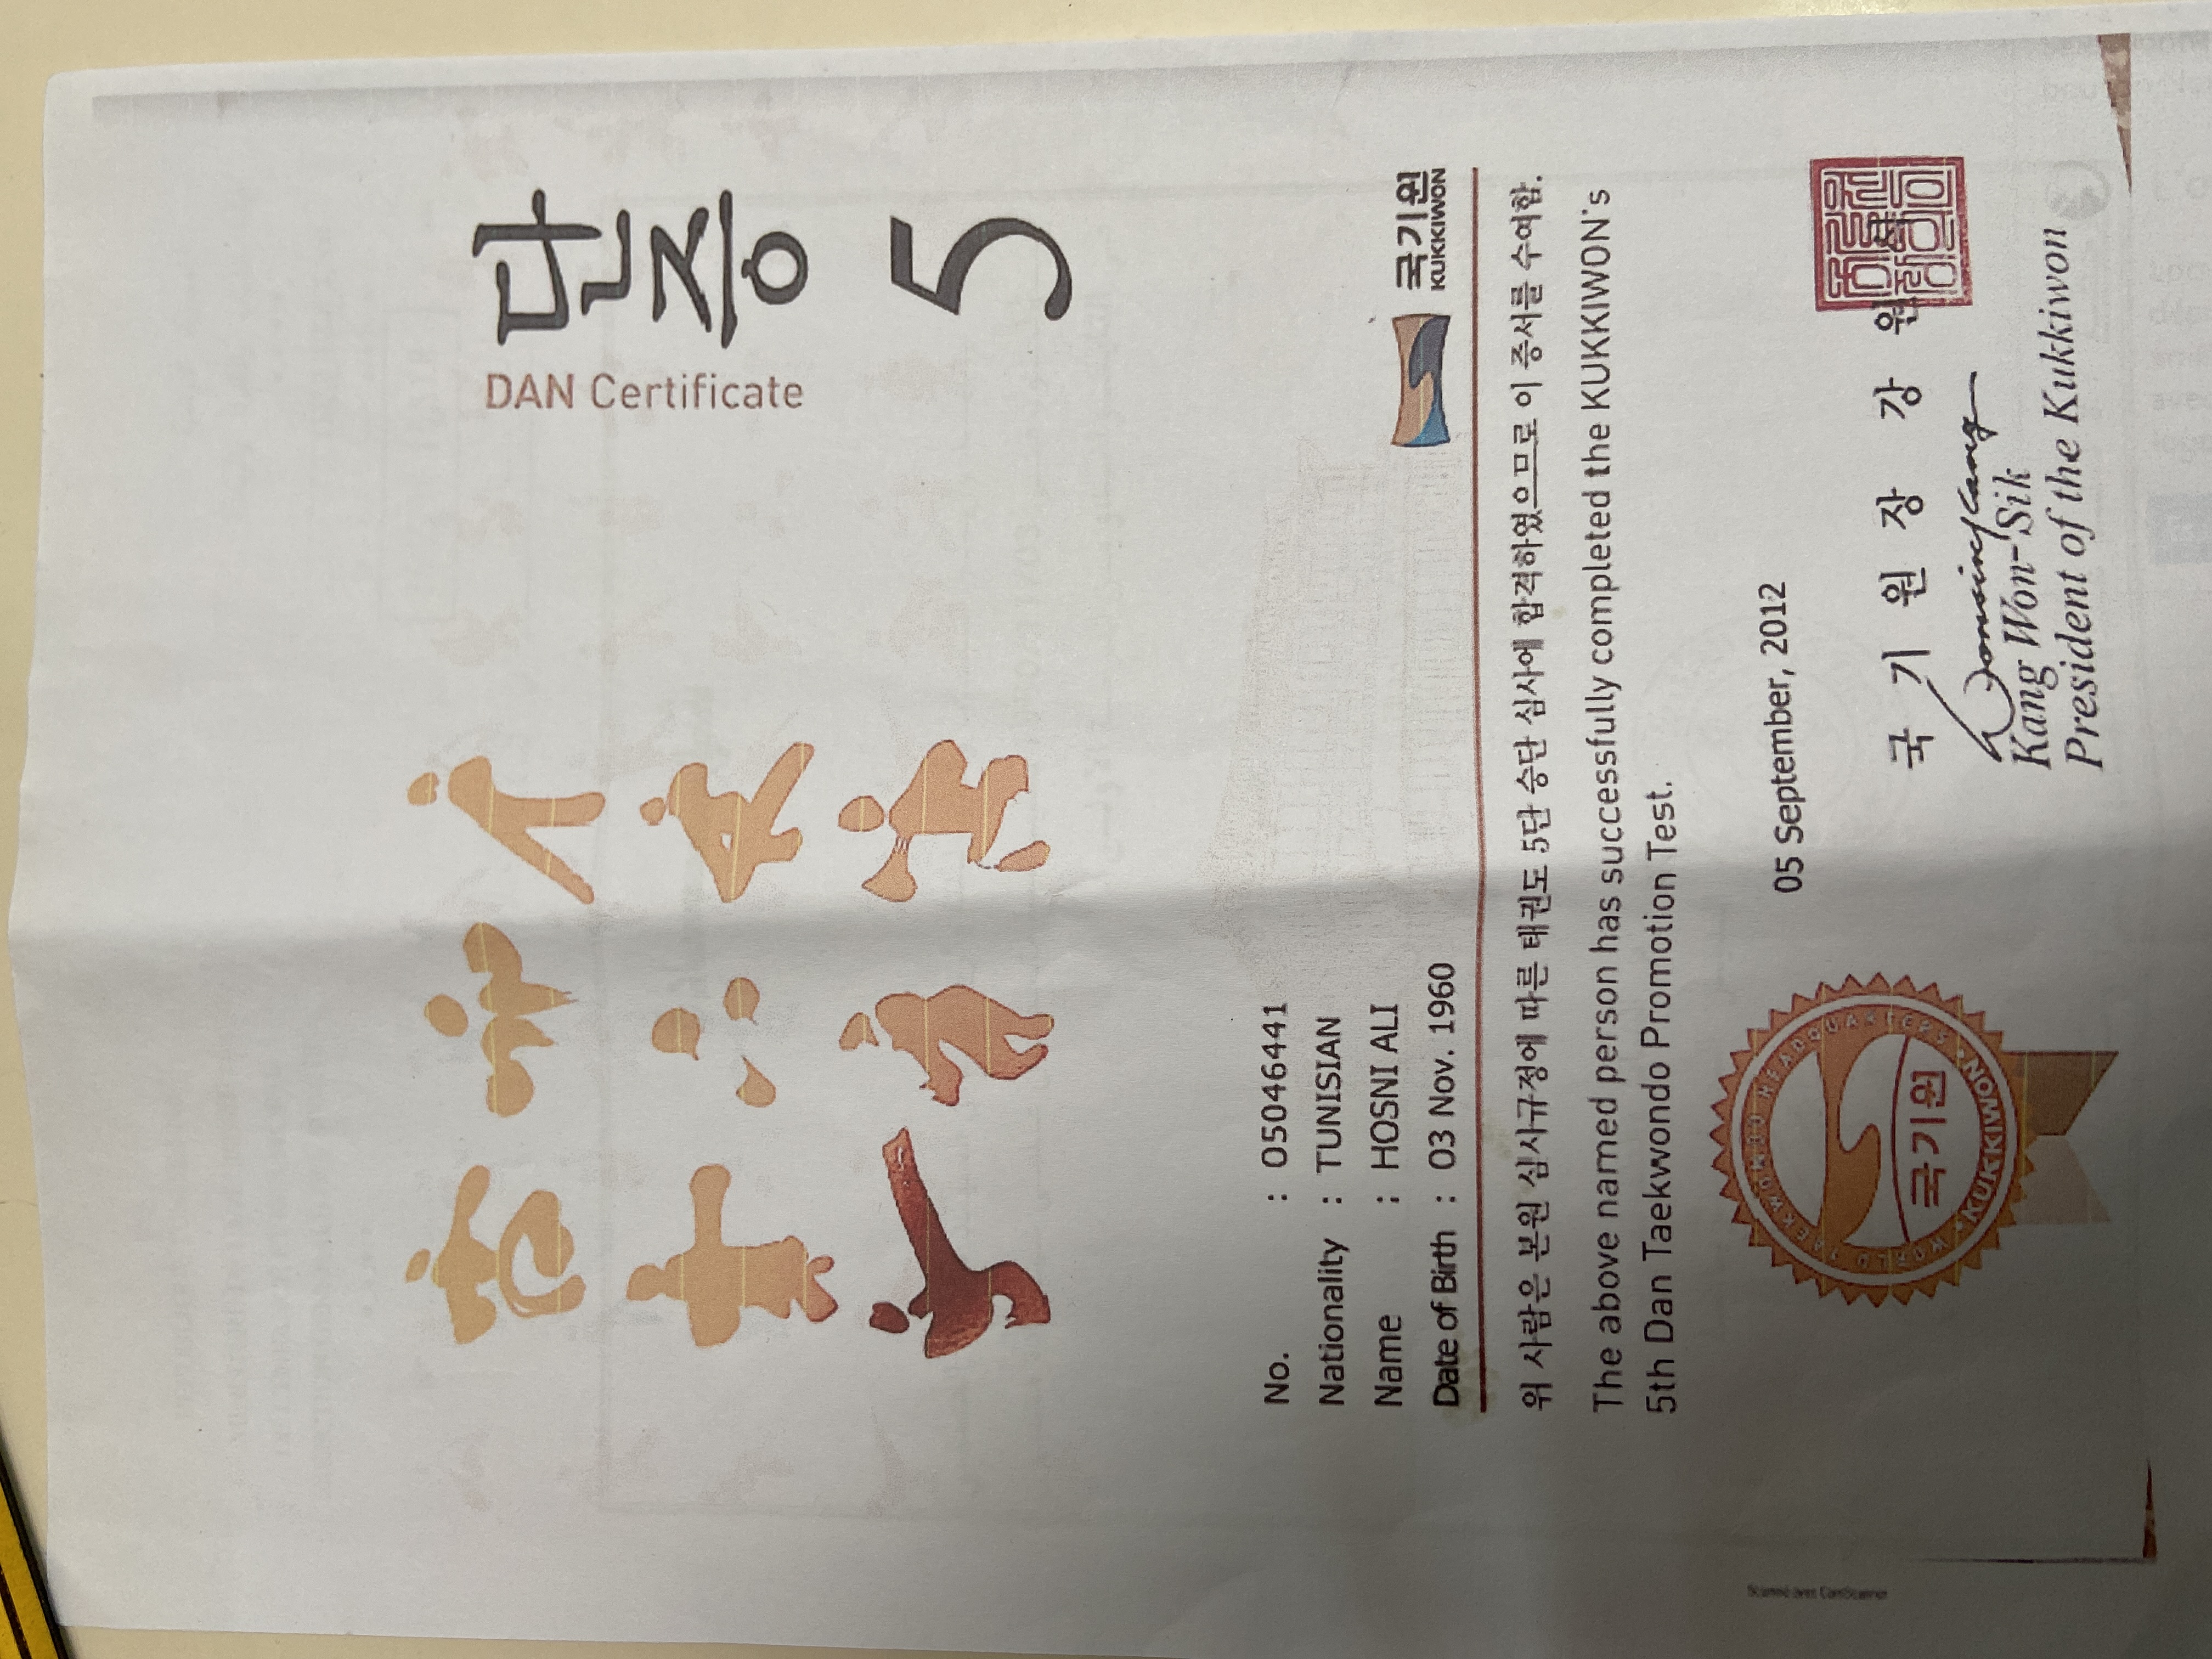 단증
DAN Certificate
5
No. : 05046441
Nationality : TUNISIAN
Name : HOSNI ALI
Date of Birth : 03 Nov. 1960
국기원
KUKKIWON
위 사람은 본원 심사규정에 따른 태권도 5단 승단 심사에 합격하였으므로 이 증서를 수여함.
The above named person has successfully completed the KUKKIWON's
5th Dan Taekwondo Promotion Test.
05 September, 2012
국 기 원 장 강 원
Kang Won-Sik
President of the Kukkiwon
WORLD TAEKWONDO HEADQUARTERS
국기원
KUKKIWON